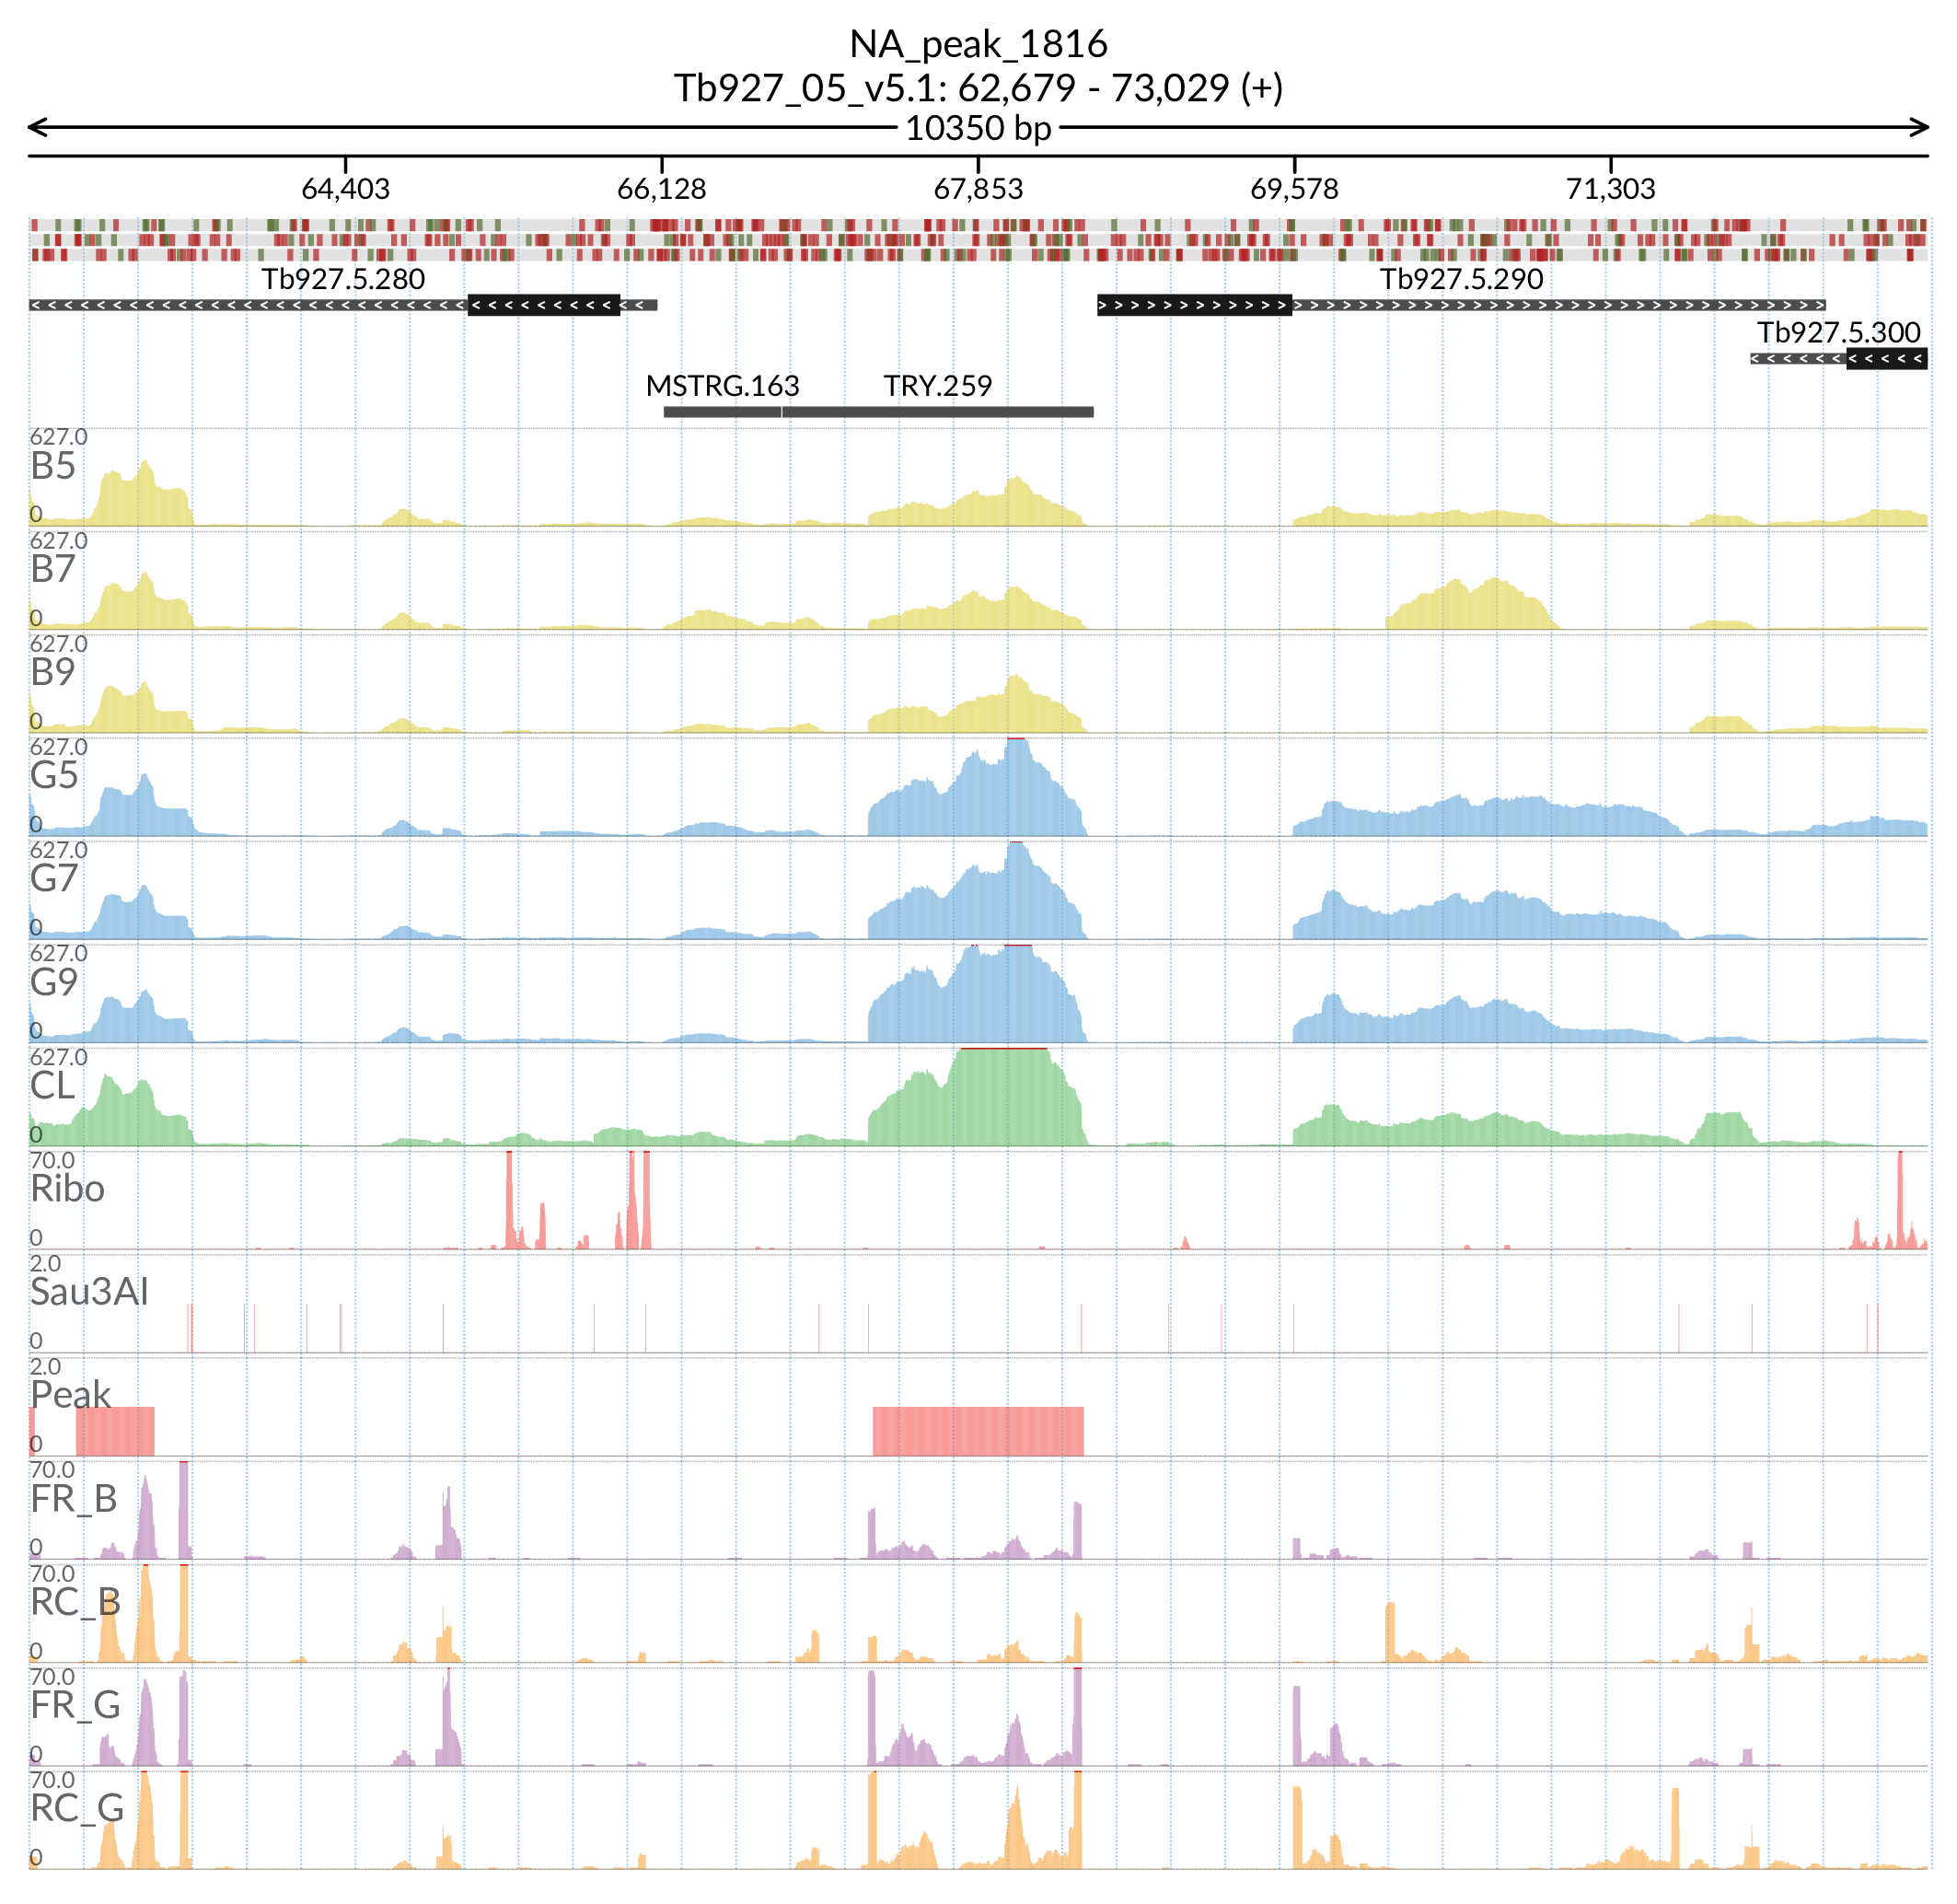 NA_peak_1816
Tb927_05_v5.1: 62,679 - 73,029 (+)
10350 bp
64,403 66,128 67,853 69,578 71,303
Tb927.5.280 Tb927.5.290
Tb927.5.300
MSTRG.163 TRY.259
627.0
B5
0
627.0
B7
0
627.0
B9
0
627.0
G5
0
627.0
G7
0
627.0
G9
0
627.0
CL
0
70.0
Ribo
0
2.0
Sau3AI
0
2.0
Peak
0
70.0
FR_B
0
70.0
RC_B
0
70.0
FR_G
0
70.0
RC_G
0